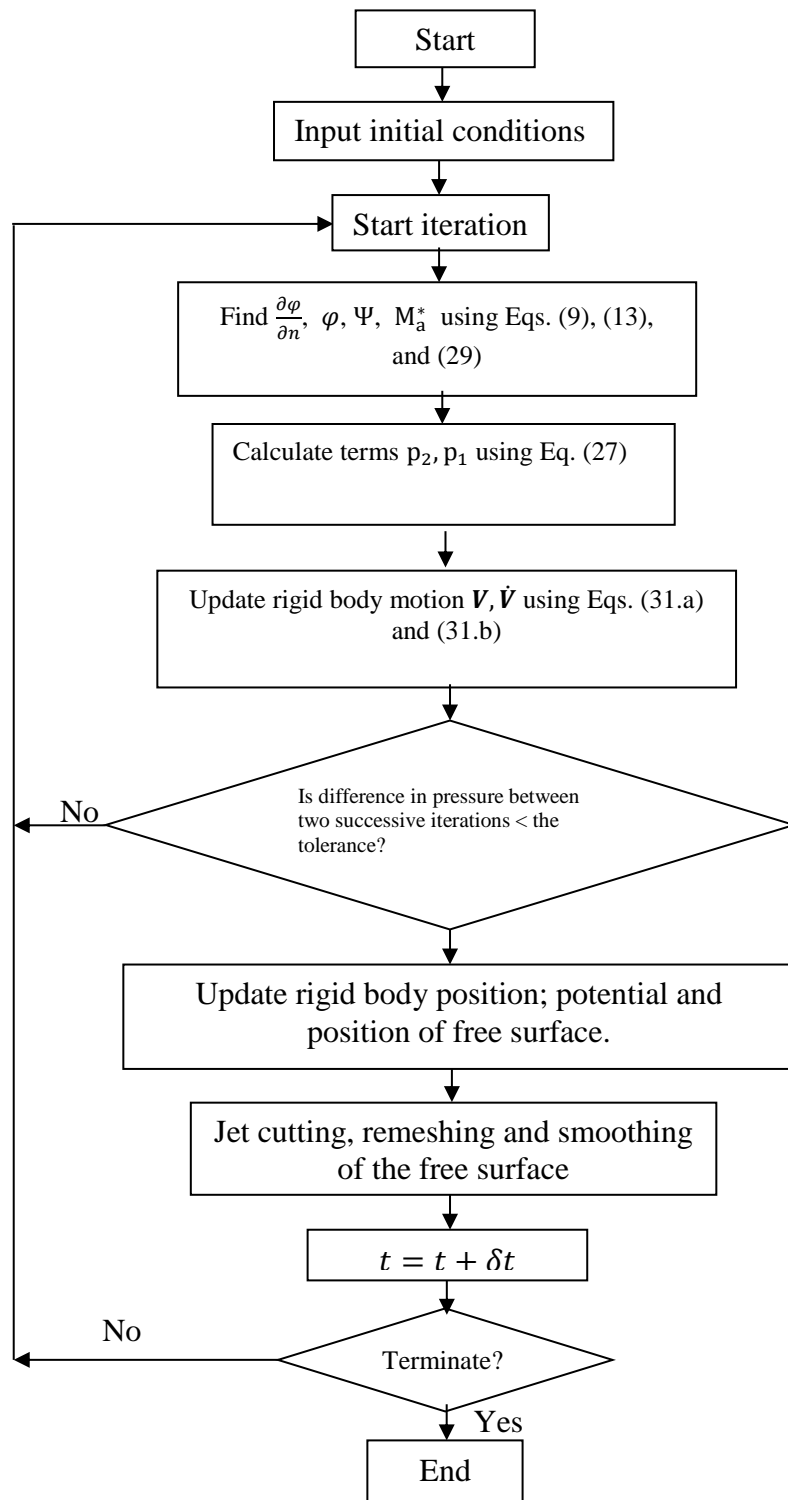 Start
Input initial conditions
Start iteration
Find ∂φ/∂n, φ, Ψ, M*a using Eqs. (9), (13),
and (29)
Calculate terms p₂, p₁ using Eq. (27)
Update rigid body motion V, V̇ using Eqs. (31.a)
and (31.b)
Is difference in pressure between
two successive iterations < the
tolerance?
No
Update rigid body position; potential and
position of free surface.
Jet cutting, remeshing and smoothing
of the free surface
t = t + δt
No
Terminate?
Yes
End